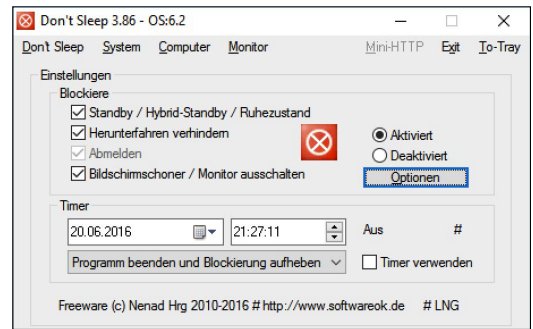 Don't Sleep 3.86 - OS:6.2
Don't Sleep System Computer Monitor Mini-HTTP Exit To-Tray
Einstellungen
Blockiere
Standby / Hybrid-Standby / Ruhezustand
Herunterfahren verhindern
Abmelden
Bildschirmschoner / Monitor ausschalten
Aktiviert
Deaktiviert
Optionen
Timer
20.06.2016 21:27:11 Aus #
Programm beenden und Blockierung aufheben Timer verwenden
Freeware (c) Nenad Hrg 2010-2016 # http://www.softwareok.de # LNG